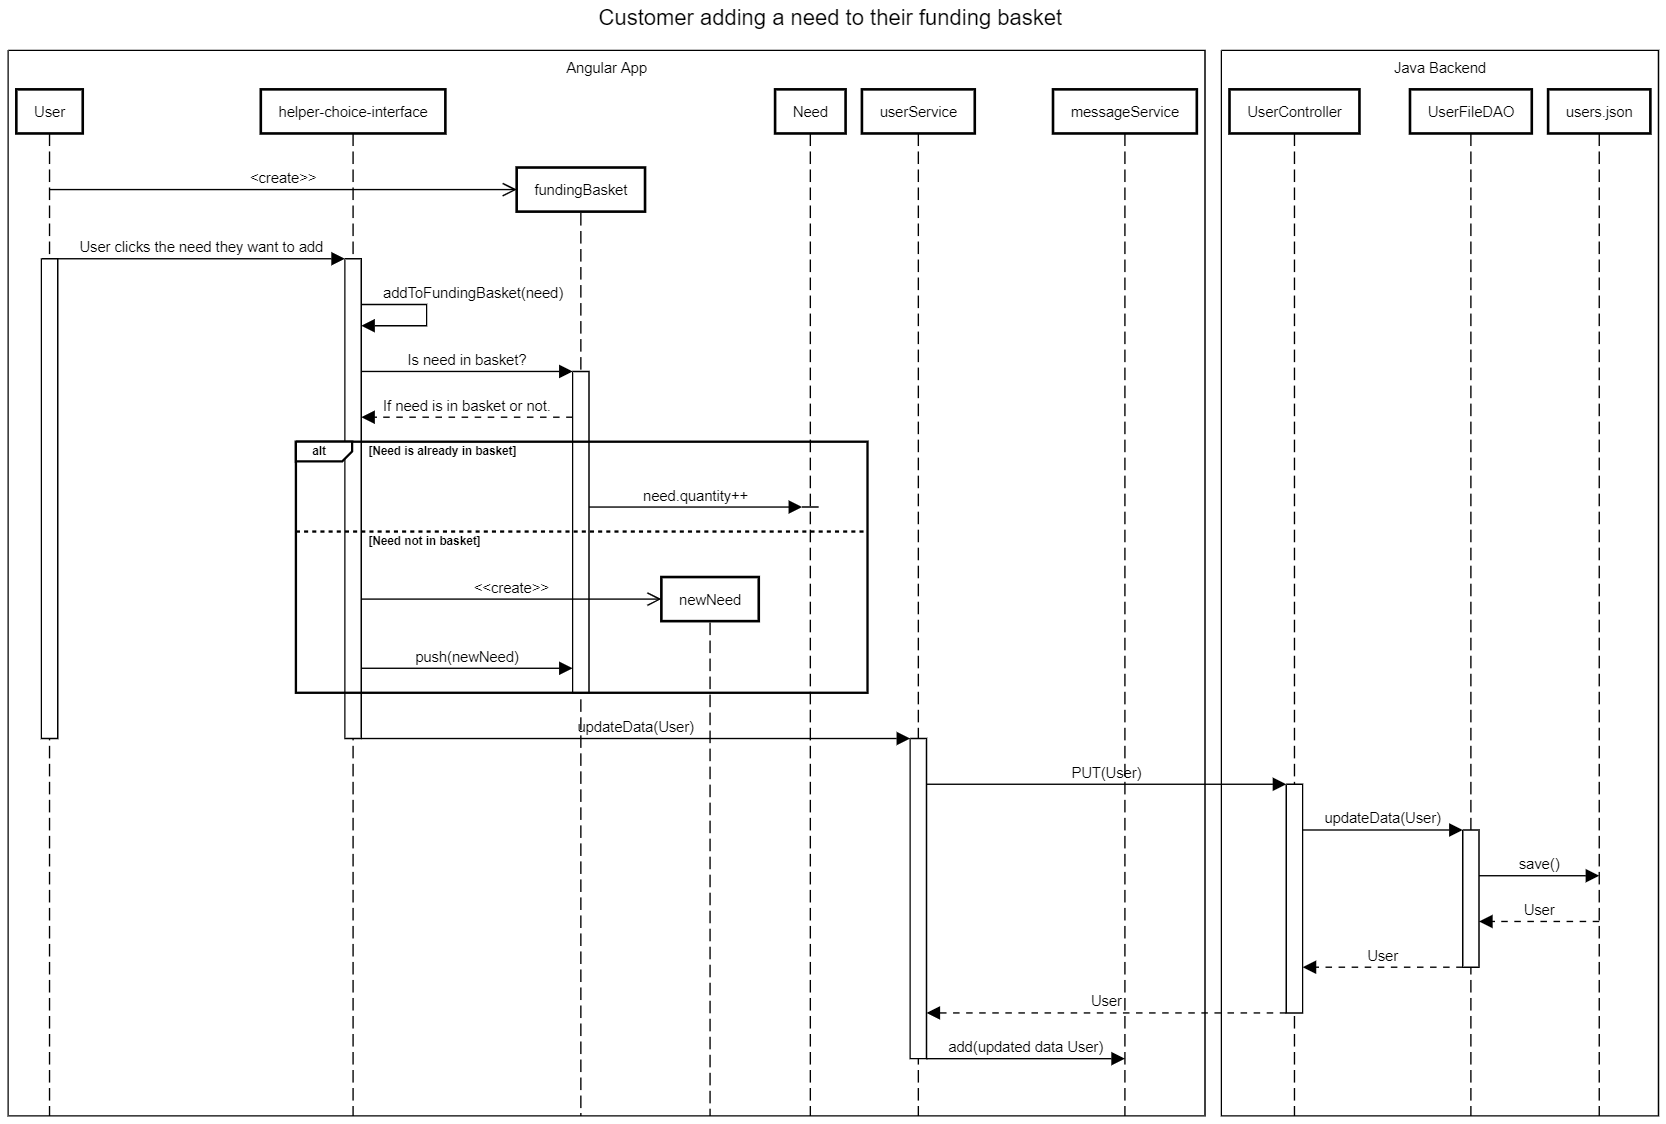 Customer adding a need to their funding basket
Angular App
Java Backend
User
helper-choice-interface
Need
userService
messageService
UserController
UserFileDAO
users.json
<create>>
fundingBasket
User clicks the need they want to add
addToFundingBasket(need)
Is need in basket?
If need is in basket or not.
alt
[Need is already in basket]
need.quantity++
[Need not in basket]
<<create>>
newNeed
push(newNeed)
updateData(User)
PUT(User)
updateData(User)
save()
User
User
User
add(updated data User)